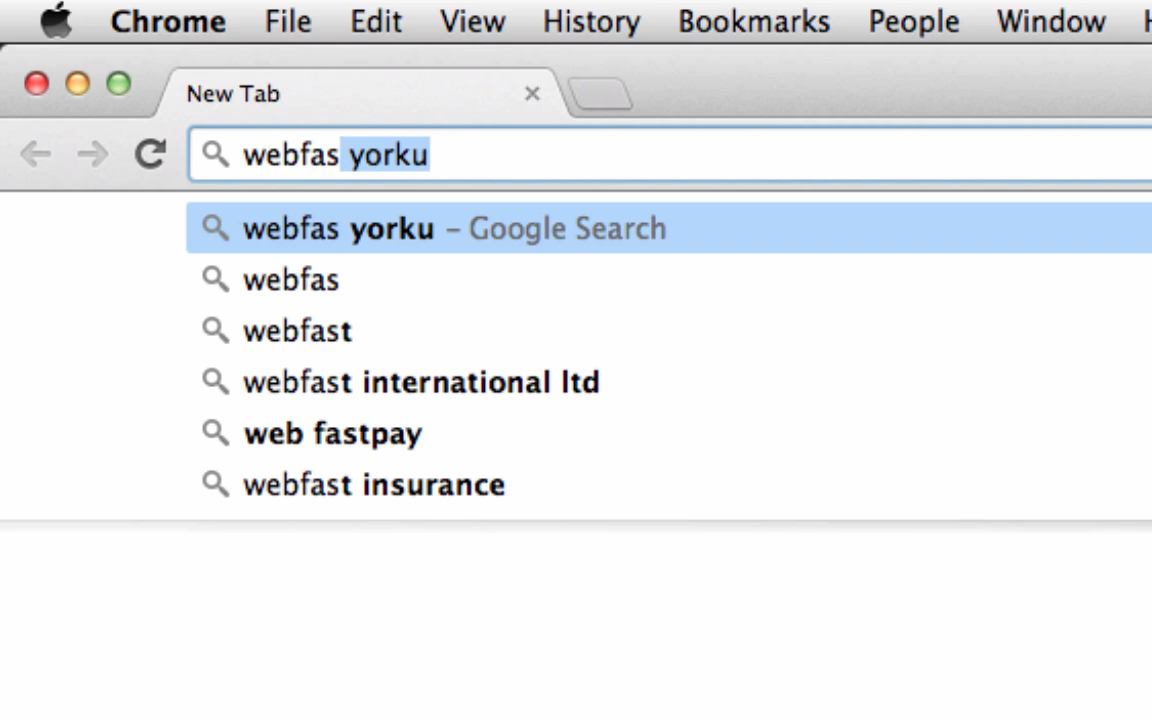 Chrome File Edit View History Bookmarks People Window
New Tab
webfas yorku
webfas yorku – Google Search
webfas
webfast
webfast international ltd
web fastpay
webfast insurance